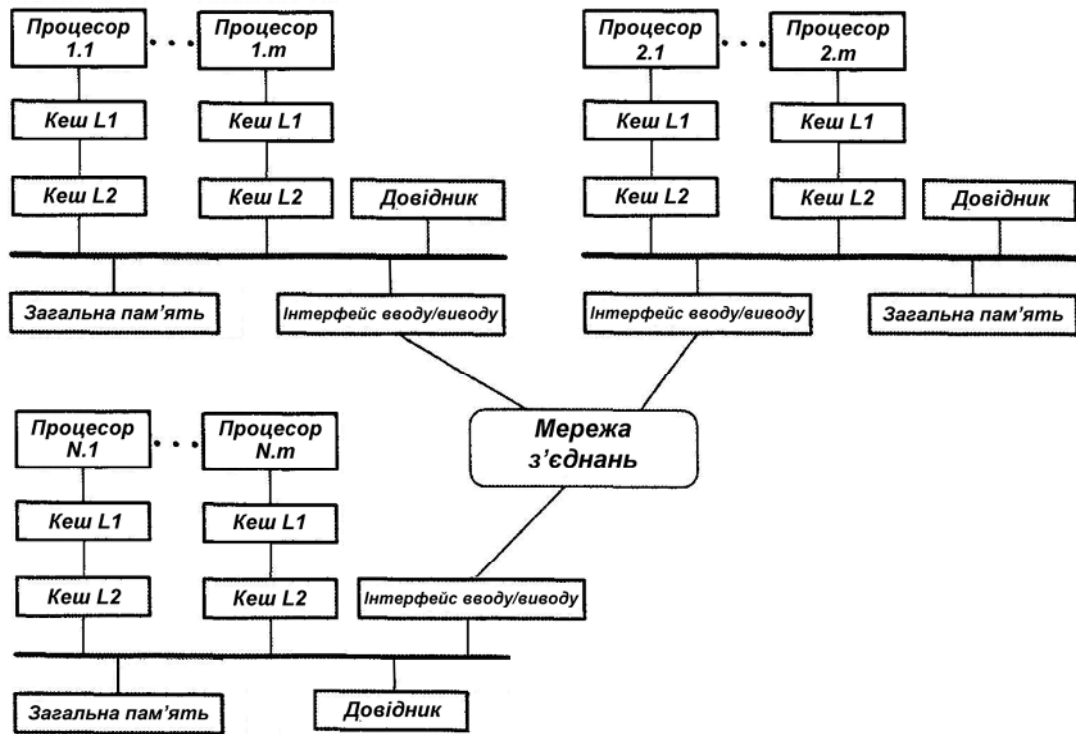 Процесор
1.1
Процесор
1.m
Процесор
2.1
Процесор
2.m
Кеш L1
Кеш L1
Кеш L1
Кеш L1
Кеш L2
Кеш L2
Довідник
Кеш L2
Кеш L2
Довідник
Загальна пам’ять
Інтерфейс вводу/виводу
Інтерфейс вводу/виводу
Загальна пам’ять
Мережа
з’єднань
Процесор
N.1
Процесор
N.m
Кеш L1
Кеш L1
Кеш L2
Кеш L2
Інтерфейс вводу/виводу
Загальна пам’ять
Довідник